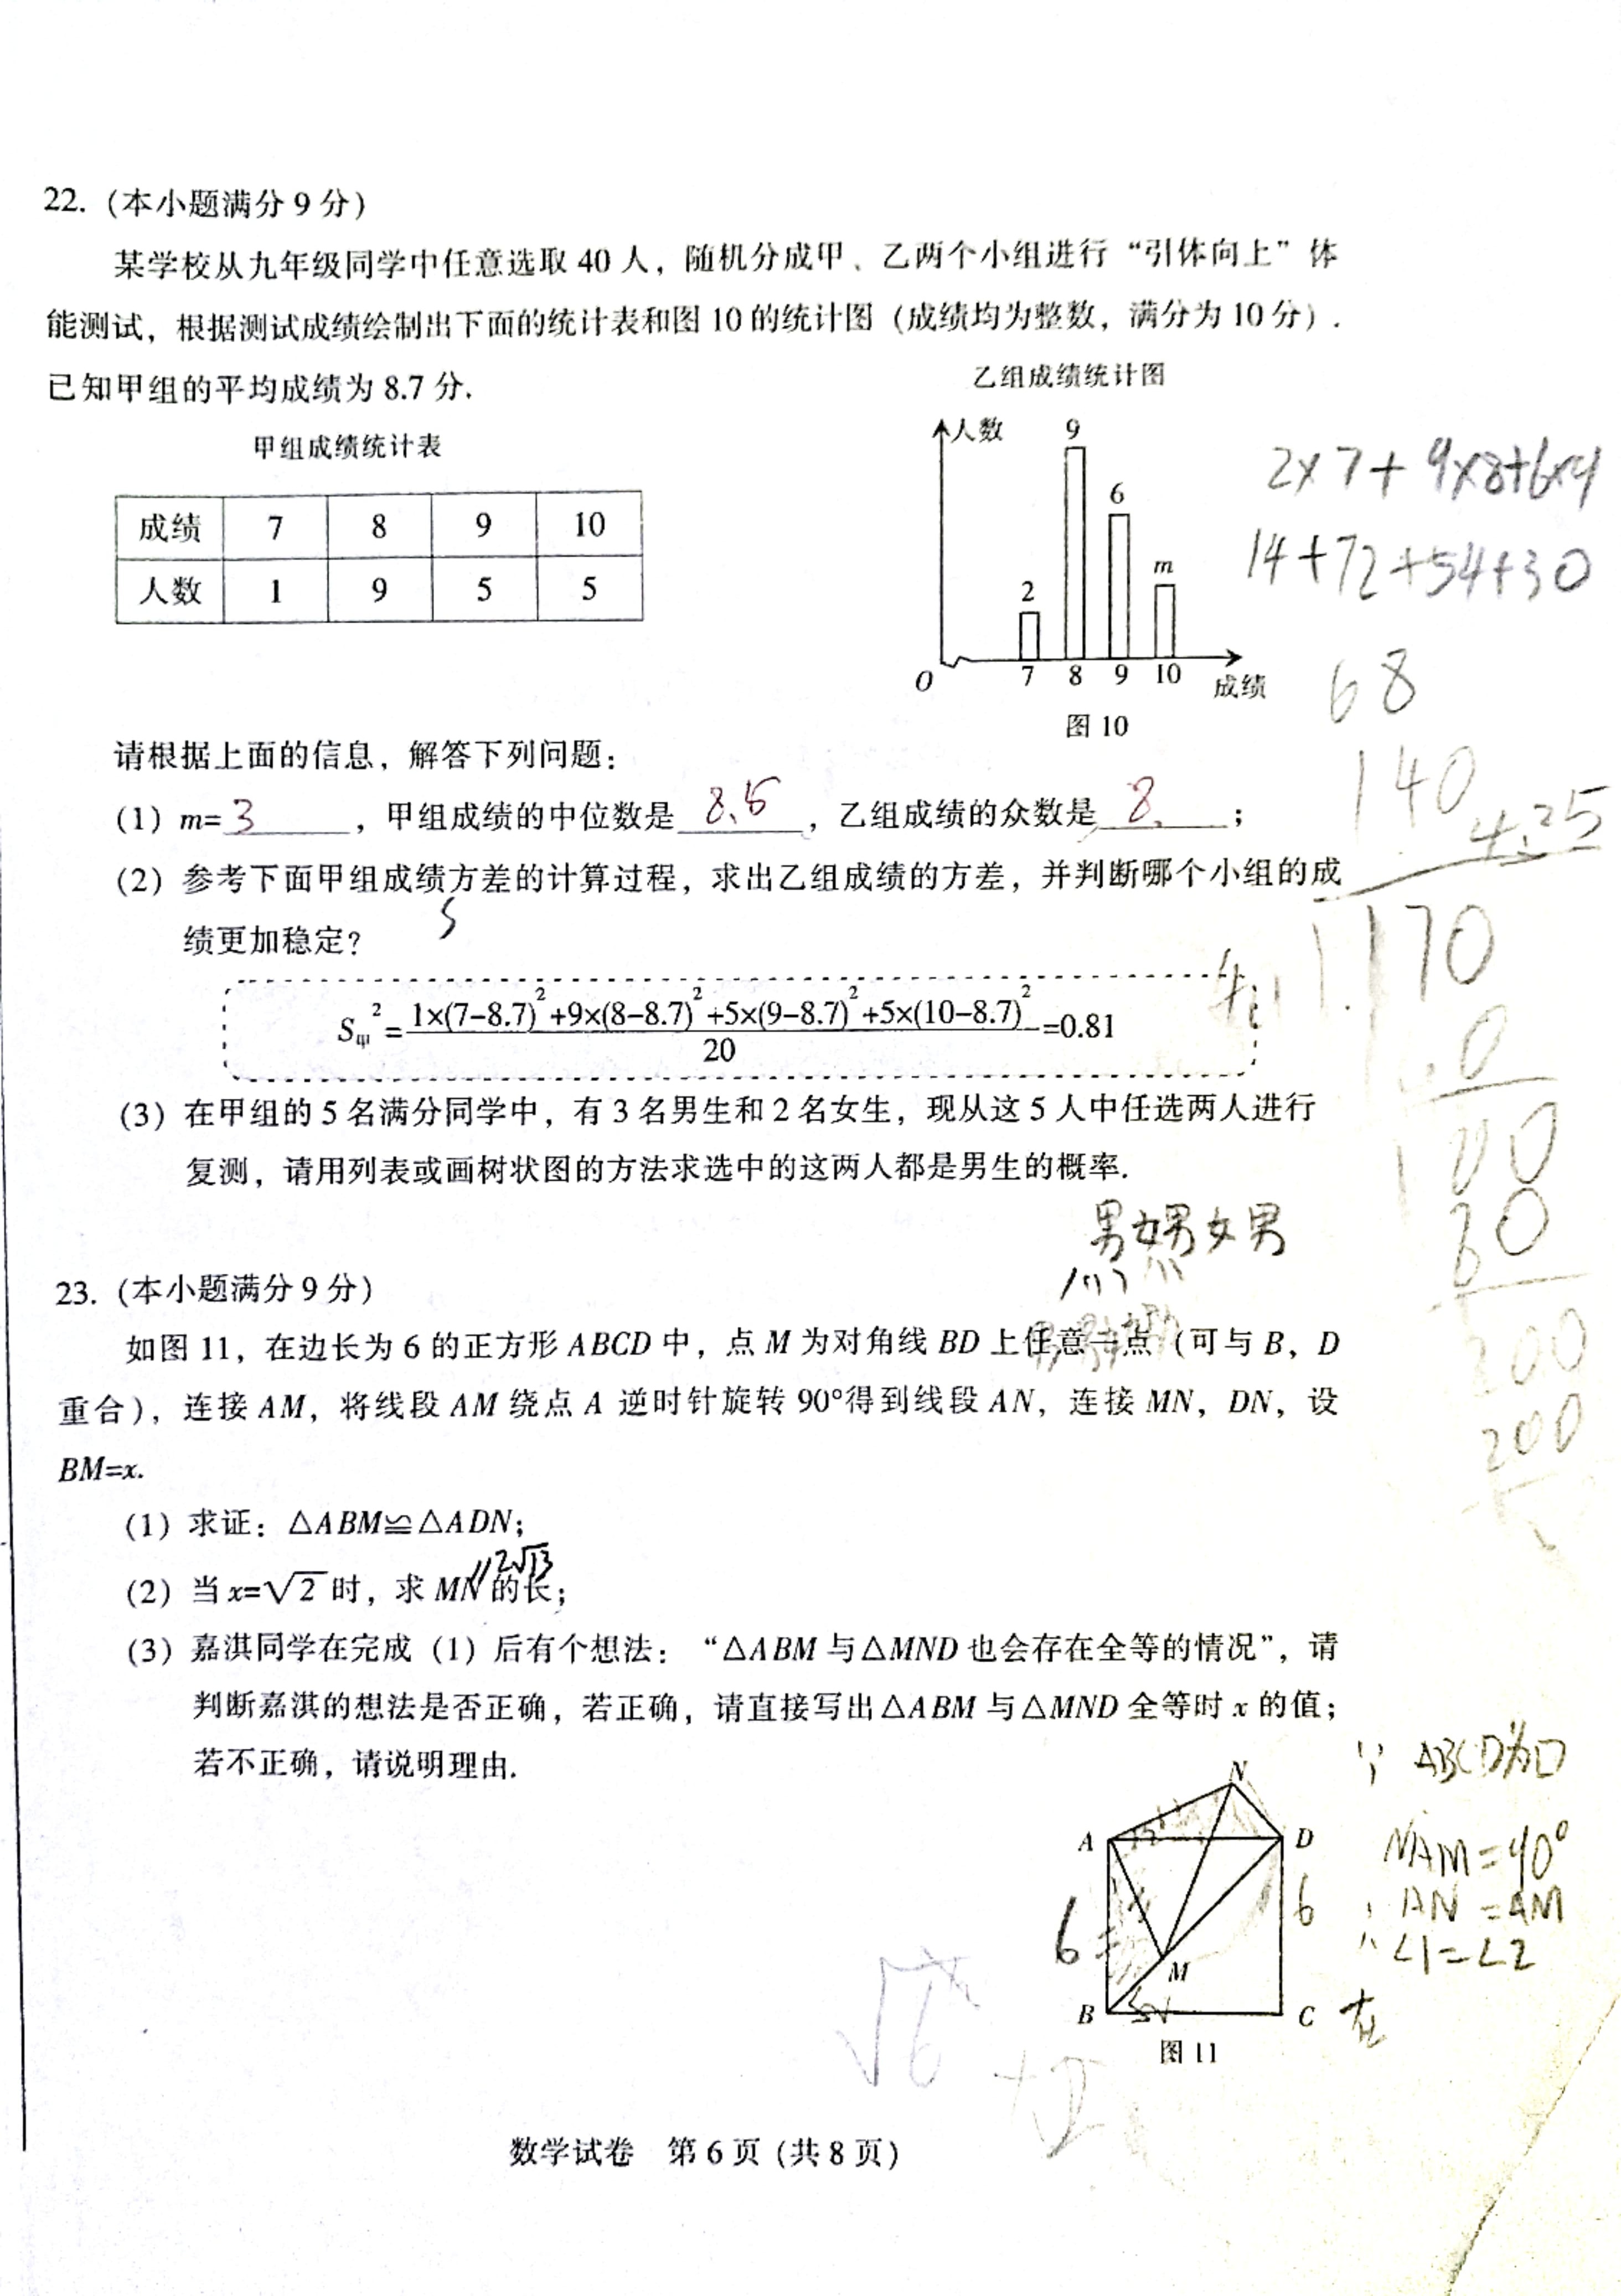 22. (本小题满分 9 分)
某学校从九年级同学中任意选取 40 人，随机分成甲、乙两个小组进行“引体向上”体
能测试，根据测试成绩绘制出下面的统计表和图 10 的统计图（成绩均为整数，满分为 10 分）.
已知甲组的平均成绩为 8.7 分.
乙组成绩统计图
甲组成绩统计表
成绩 7 8 9 10
人数 1 9 5 5
人数
9
6
2
m
O 7 8 9 10 成绩
图 10
2×7+9×8+6×9
14+72+54+30
68
140
4.25
170
请根据上面的信息，解答下列问题：
(1) m=3，甲组成绩的中位数是 8.5，乙组成绩的众数是 8；
(2) 参考下面甲组成绩方差的计算过程，求出乙组成绩的方差，并判断哪个小组的成
绩更加稳定？
S甲²=1×(7−8.7)²+9×(8−8.7)²+5×(9−8.7)²+5×(10−8.7)²/20=0.81
(3) 在甲组的 5 名满分同学中，有 3 名男生和 2 名女生，现从这 5 人中任选两人进行
复测，请用列表或画树状图的方法求选中的这两人都是男生的概率.
男女男女男
200
200
23. (本小题满分 9 分)
如图 11，在边长为 6 的正方形 ABCD 中，点 M 为对角线 BD 上任意一点（可与 B，D
重合），连接 AM，将线段 AM 绕点 A 逆时针旋转 90°得到线段 AN，连接 MN，DN，设
BM=x.
(1) 求证：△ABM≌△ADN；
(2) 当 x=√2 时，求 MN 的长；
2√13
(3) 嘉淇同学在完成（1）后有个想法：“△ABM 与△MND 也会存在全等的情况”，请
判断嘉淇的想法是否正确，若正确，请直接写出△ABM 与△MND 全等时 x 的值；
若不正确，请说明理由.
N
A
D
6
6
M
B
C
图 11
∵ ABCD为□
NAM=90°
AN=AM
∴ ∠1=∠2
在
数学试卷 第 6 页 (共 8 页)